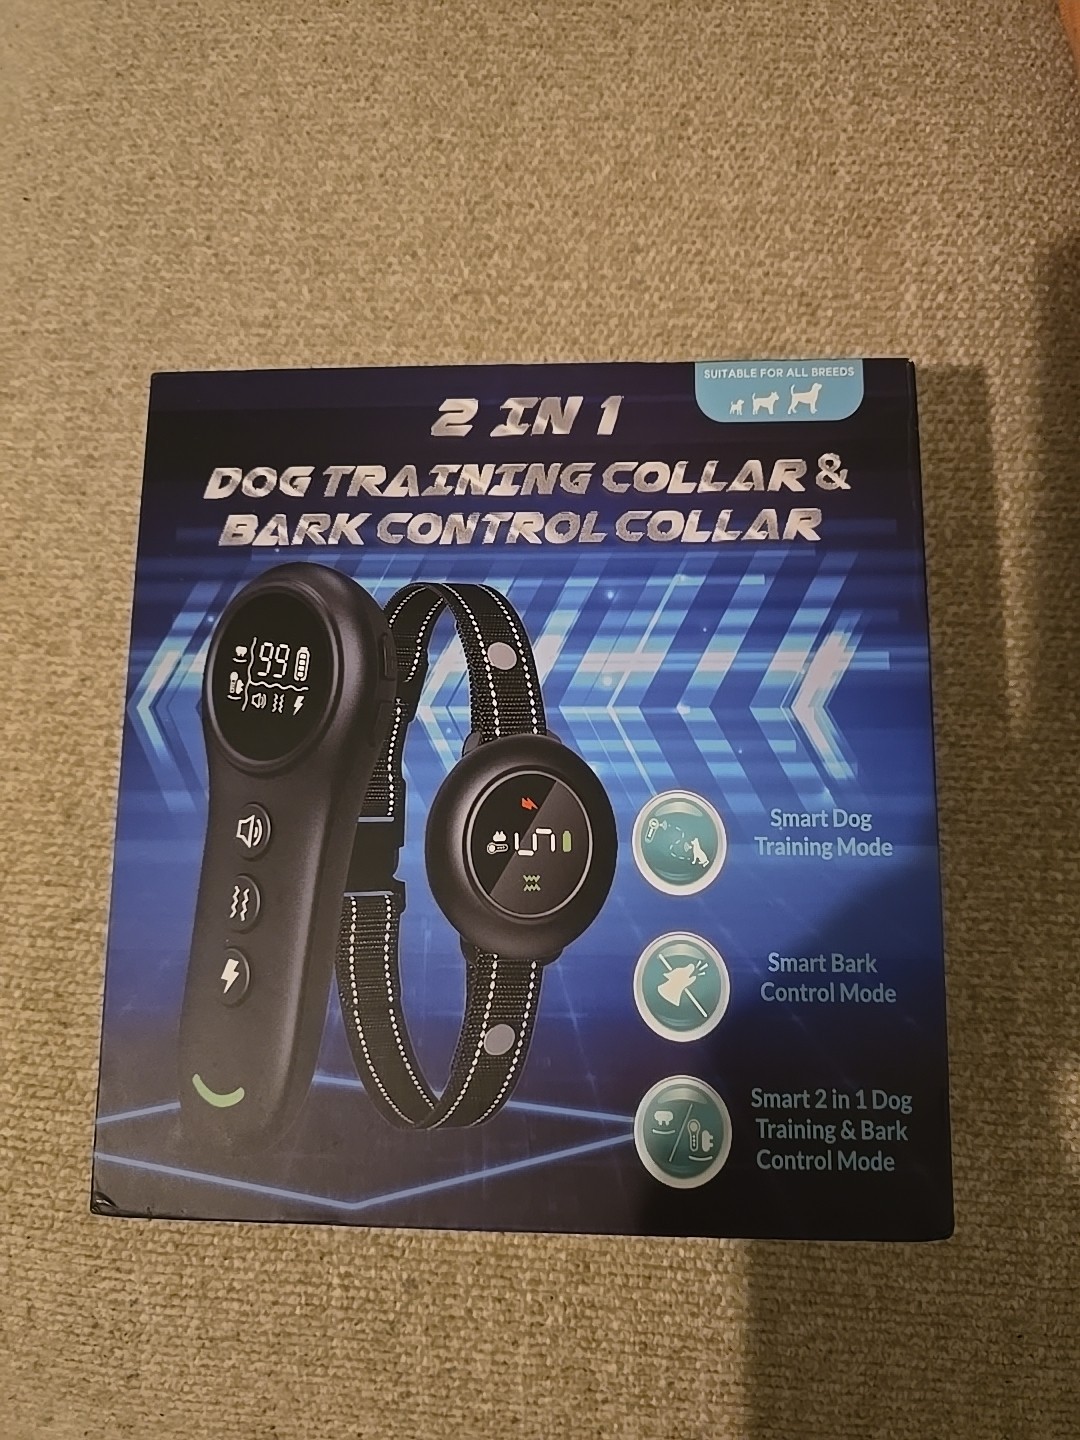 SUITABLE FOR ALL BREEDS
2 IN 1
DOG TRAINING COLLAR &
BARK CONTROL COLLAR
99
Smart Dog
Training Mode
Smart Bark
Control Mode
Smart 2 in 1 Dog
Training & Bark
Control Mode